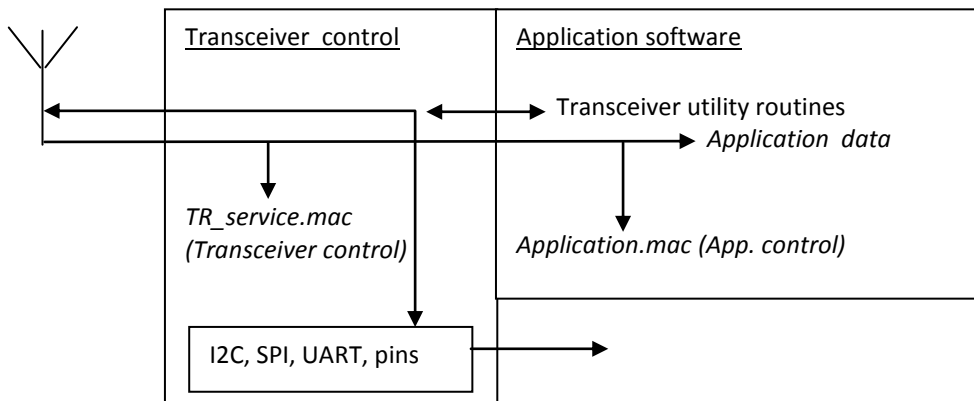 Transceiver control
Application software
Transceiver utility routines
Application data
TR_service.mac
(Transceiver control)
Application.mac (App. control)
I2C, SPI, UART, pins